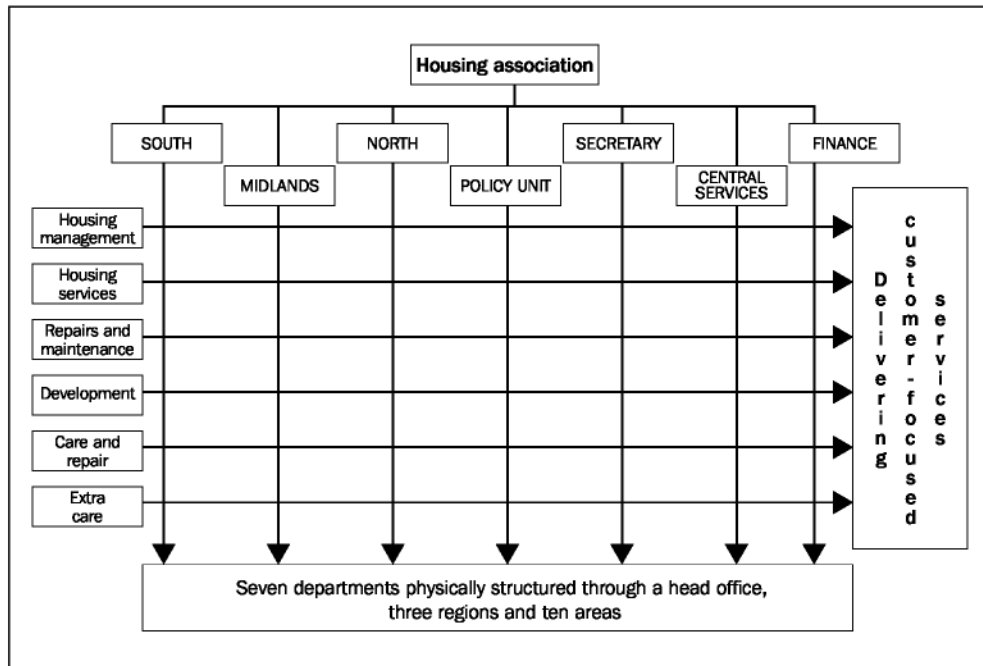 Housing association
SOUTH
NORTH
SECRETARY
FINANCE
MIDLANDS
POLICY UNIT
CENTRAL
SERVICES
Housing
management
Housing
services
Repairs and
maintenance
Development
Care and
repair
Extra
care
Delivering
customer-focused
services
Seven departments physically structured through a head office,
three regions and ten areas